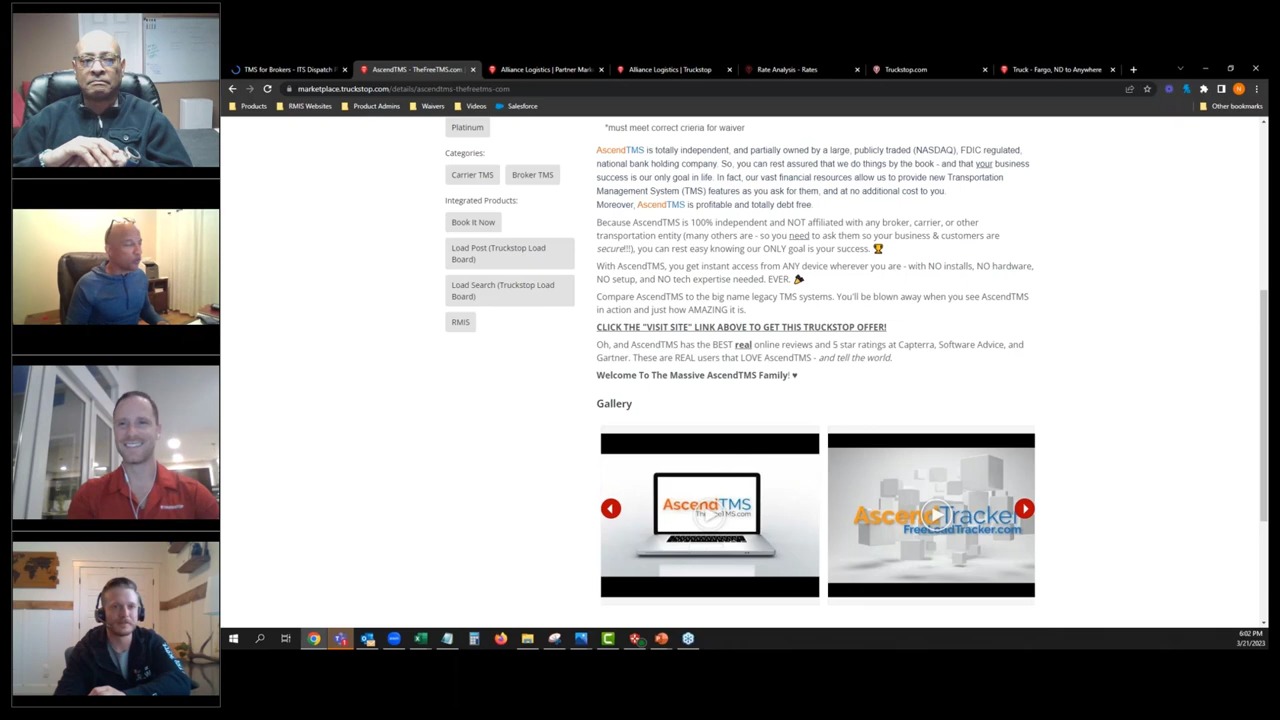 TMS for Brokers - ITS Dispatch
AscendTMS - TheFreeTMS.com
Alliance Logistics | Partner Mark
Alliance Logistics | Truckstop
Rate Analysis - Rates
Truckstop.com
Truck - Fargo, ND to Anywhere
marketplace.truckstop.com/details/ascendtms-thefreetms-com
Products
RMIS Websites
Product Admins
Waivers
Videos
Salesforce
Other bookmarks
Platinum
Categories:
Carrier TMS
Broker TMS
Integrated Products:
Book It Now
Load Post (Truckstop Load
Board)
Load Search (Truckstop Load
Board)
RMIS
*must meet correct crieria for waiver
AscendTMS is totally independent, and partially owned by a large, publicly traded (NASDAQ), FDIC regulated,
national bank holding company. So, you can rest assured that we do things by the book - and that your business
success is our only goal in life. In fact, our vast financial resources allow us to provide new Transportation
Management System (TMS) features as you ask for them, and at no additional cost to you.
Moreover, AscendTMS is profitable and totally debt free.
Because AscendTMS is 100% independent and NOT affiliated with any broker, carrier, or other
transportation entity (many others are - so you need to ask them so your business & customers are
secure!!!), you can rest easy knowing our ONLY goal is your success. 🏆
With AscendTMS, you get instant access from ANY device wherever you are - with NO installs, NO hardware,
NO setup, and NO tech expertise needed. EVER. 🎉
Compare AscendTMS to the big name legacy TMS systems. You'll be blown away when you see AscendTMS
in action and just how AMAZING it is.
CLICK THE "VISIT SITE" LINK ABOVE TO GET THIS TRUCKSTOP OFFER!
Oh, and AscendTMS has the BEST real online reviews and 5 star ratings at Capterra, Software Advice, and
Gartner. These are REAL users that LOVE AscendTMS - and tell the world.
Welcome To The Massive AscendTMS Family! ♥
Gallery
AscendTMS
TheFreeTMS.com
AscendTracker
FreeLoadTracker.com
6:02 PM
3/21/2023